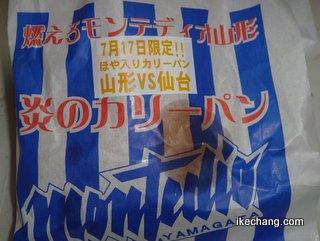 燃えろモンテディオ山形
7月17日限定!!
ほや入りカリーパン
山形VS仙台
炎のカリーパン
montedio
YAMAGATA
ikechang.com